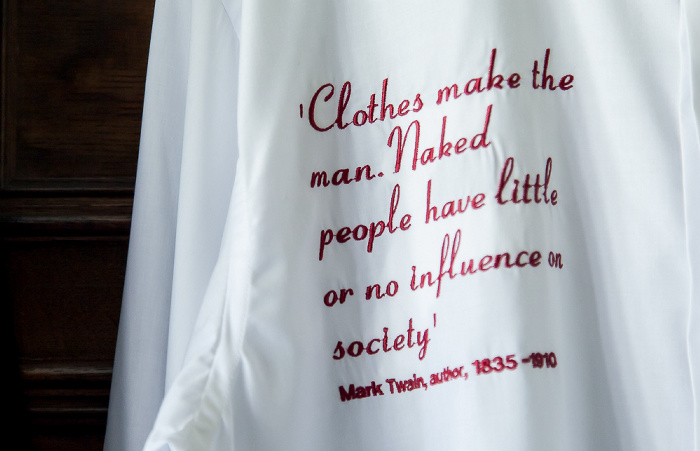 'Clothes make the
man. Naked
people have little
or no influence on
society'
Mark Twain, author, 1835 -1910